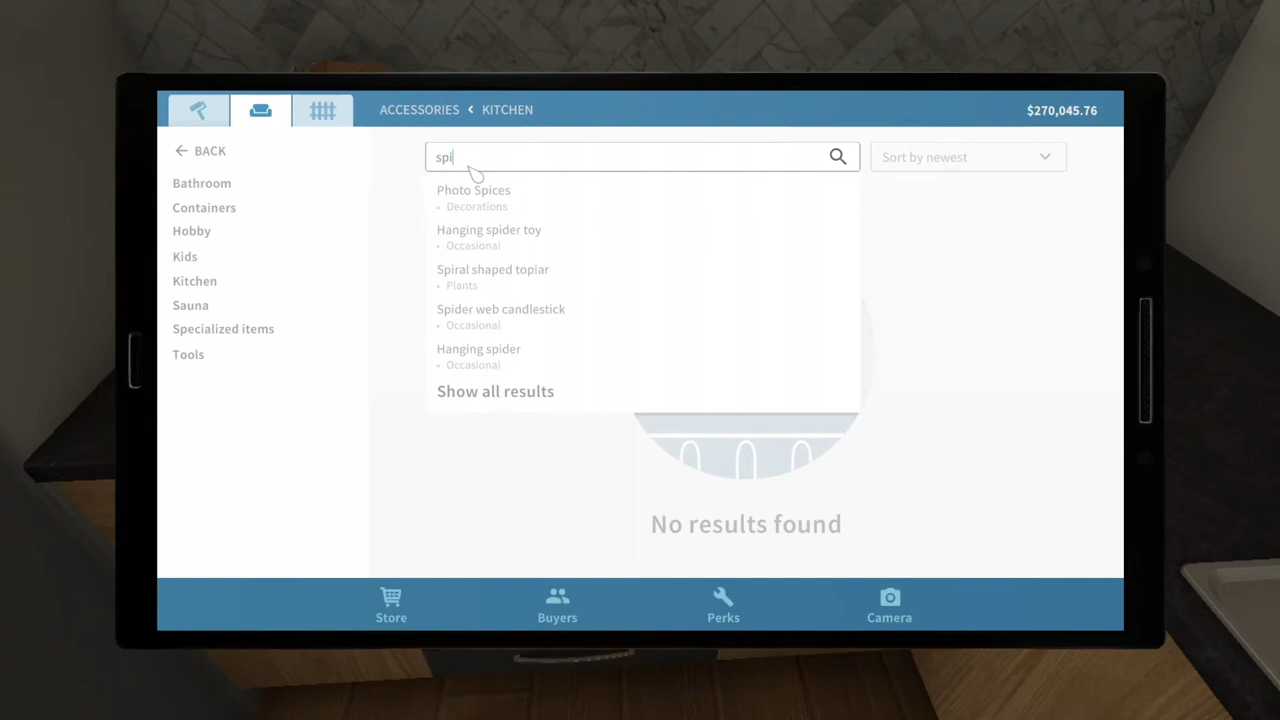 ACCESSORIES < KITCHEN
$270,045.76
BACK
spi
Sort by newest
Bathroom
Containers
Hobby
Kids
Kitchen
Sauna
Specialized items
Tools
Photo Spices
• Decorations
Hanging spider toy
• Occasional
Spiral shaped topiar
• Plants
Spider web candlestick
• Occasional
Hanging spider
• Occasional
Show all results
No results found
Store
Buyers
Perks
Camera